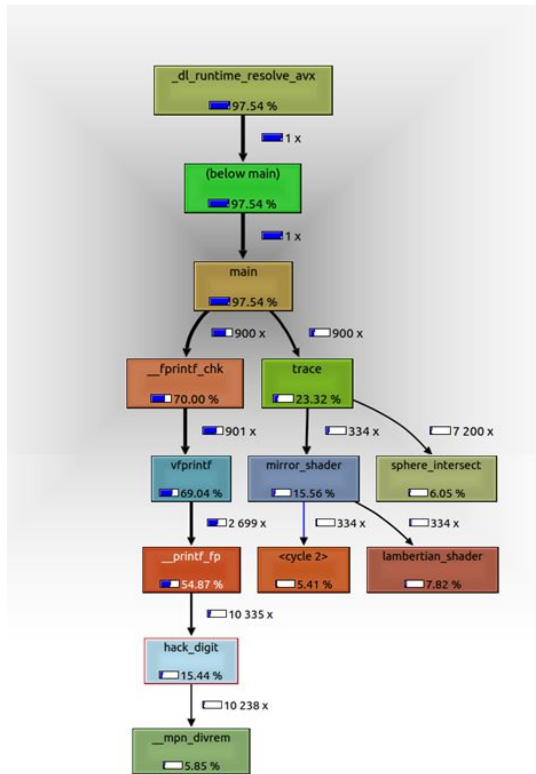 _dl_runtime_resolve_avx
97.54 %
1 x
(below main)
97.54 %
1 x
main
97.54 %
900 x
900 x
__fprintf_chk
70.00 %
trace
23.32 %
901 x
334 x
7 200 x
vfprintf
69.04 %
mirror_shader
15.56 %
sphere_intersect
6.05 %
2 699 x
334 x
334 x
__printf_fp
54.87 %
<cycle 2>
5.41 %
lambertian_shader
7.82 %
10 335 x
hack_digit
15.44 %
10 238 x
__mpn_divrem
5.85 %